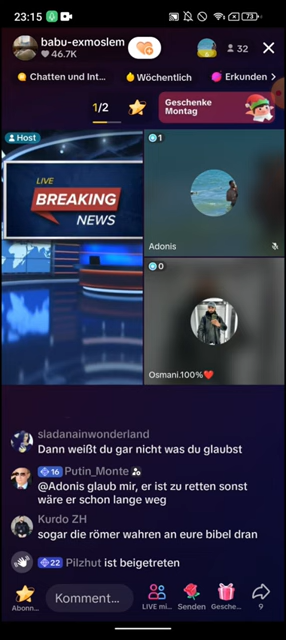 23:15
73
babu-exmoslem
46.7K
32
Chatten und Int...
Wöchentlich
Erkunden
1/2
Geschenke
Montag
Host
1
LIVE
BREAKING
NEWS
Adonis
0
Osmani.100%
sladanainwonderland
Dann weißt du gar nicht was du glaubst
16 Putin_Monte
@Adonis glaub mir, er ist zu retten sonst
wäre er schon lange weg
Kurdo ZH
sogar die römer wahren an eure bibel dran
22 Pilzhut ist beigetreten
Abonn...
Komment...
LIVE mi...
Senden
Gesche...
9